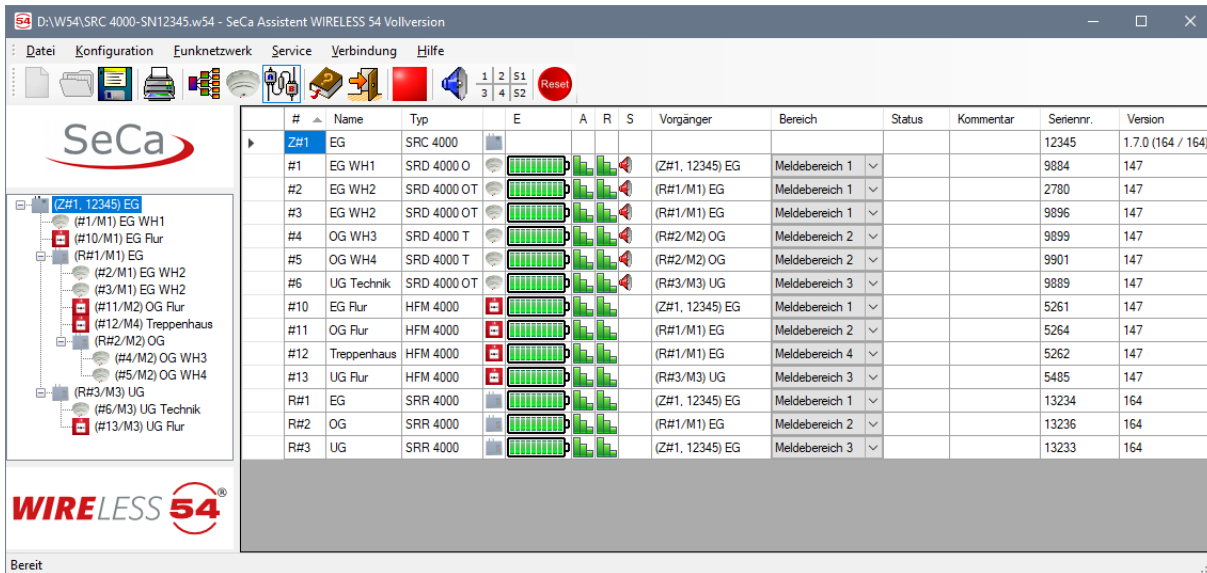 54 D:\W54\SRC 4000-SN12345.w54 - SeCa Assistent WIRELESS 54 Vollversion
Datei Konfiguration Funknetzwerk Service Verbindung Hilfe
1 2 S1
3 4 S2
Reset
SeCa
(Z#1, 12345) EG
(#1/M1) EG WH1
(#10/M1) EG Flur
(R#1/M1) EG
(#2/M1) EG WH2
(#3/M1) EG WH2
(#11/M2) OG Flur
(#12/M4) Treppenhaus
(R#2/M2) OG
(#4/M2) OG WH3
(#5/M2) OG WH4
(R#3/M3) UG
(#6/M3) UG Technik
(#13/M3) UG Flur
WIRELESS 54®
# Name Typ E A R S Vorgänger Bereich Status Kommentar Seriennr. Version
Z#1 EG SRC 4000 12345 1.7.0 (164 / 164)
#1 EG WH1 SRD 4000 O (Z#1, 12345) EG Meldebereich 1 9884 147
#2 EG WH2 SRD 4000 OT (R#1/M1) EG Meldebereich 1 2780 147
#3 EG WH2 SRD 4000 OT (R#1/M1) EG Meldebereich 1 9896 147
#4 OG WH3 SRD 4000 T (R#2/M2) OG Meldebereich 2 9899 147
#5 OG WH4 SRD 4000 T (R#2/M2) OG Meldebereich 2 9901 147
#6 UG Technik SRD 4000 OT (R#3/M3) UG Meldebereich 3 9889 147
#10 EG Flur HFM 4000 (Z#1, 12345) EG Meldebereich 1 5261 147
#11 OG Flur HFM 4000 (R#1/M1) EG Meldebereich 2 5264 147
#12 Treppenhaus HFM 4000 (R#1/M1) EG Meldebereich 4 5262 147
#13 UG Flur HFM 4000 (R#3/M3) UG Meldebereich 3 5485 147
R#1 EG SRR 4000 (Z#1, 12345) EG Meldebereich 1 13234 164
R#2 OG SRR 4000 (R#1/M1) EG Meldebereich 2 13236 164
R#3 UG SRR 4000 (Z#1, 12345) EG Meldebereich 3 13233 164
Bereit